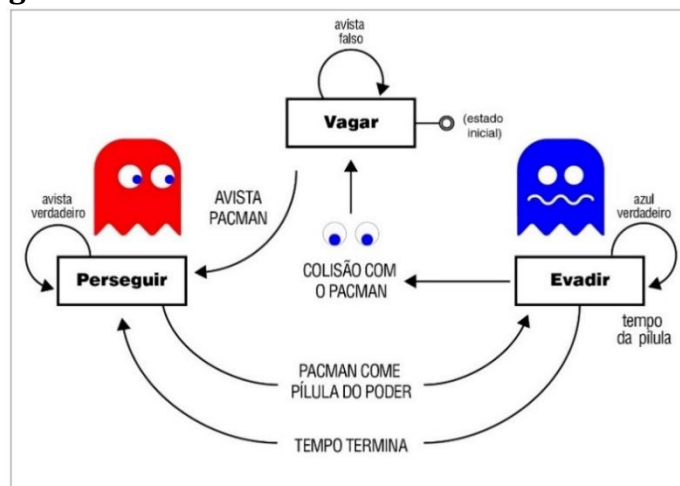 g
avista
falso
Vagar
(estado
inicial)
AVISTA
PACMAN
avista
verdadeiro
azul
verdadeiro
COLISÃO COM
O PACMAN
Perseguir
Evadir
tempo
da pílula
PACMAN COME
PÍLULA DO PODER
TEMPO TERMINA